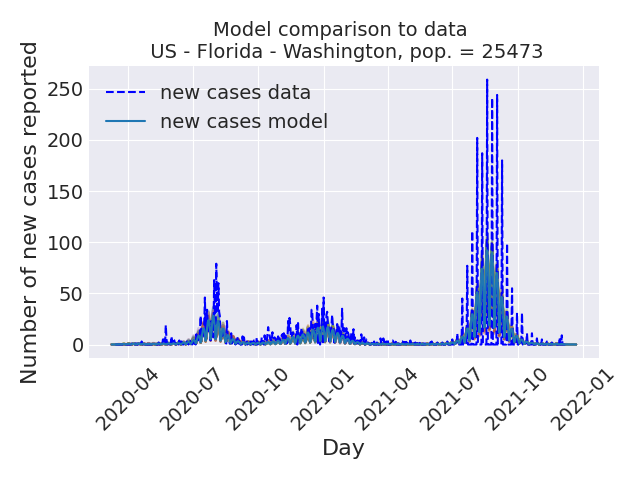 Model comparison to data
US - Florida - Washington, pop. = 25473
Number of new cases reported
250
200
150
100
50
0
new cases data
new cases model
2020-04
2020-07
2020-10
2021-01
2021-04
2021-07
2021-10
2022-01
Day